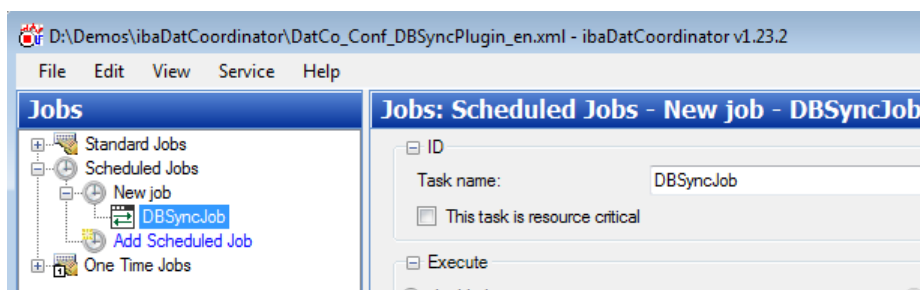 D:\Demos\ibaDatCoordinator\DatCo_Conf_DBSyncPlugin_en.xml - ibaDatCoordinator v1.23.2
File Edit View Service Help
Jobs
Standard Jobs
Scheduled Jobs
New job
DBSyncJob
Add Scheduled Job
One Time Jobs
Jobs: Scheduled Jobs - New job - DBSyncJob
ID
Task name: DBSyncJob
This task is resource critical
Execute